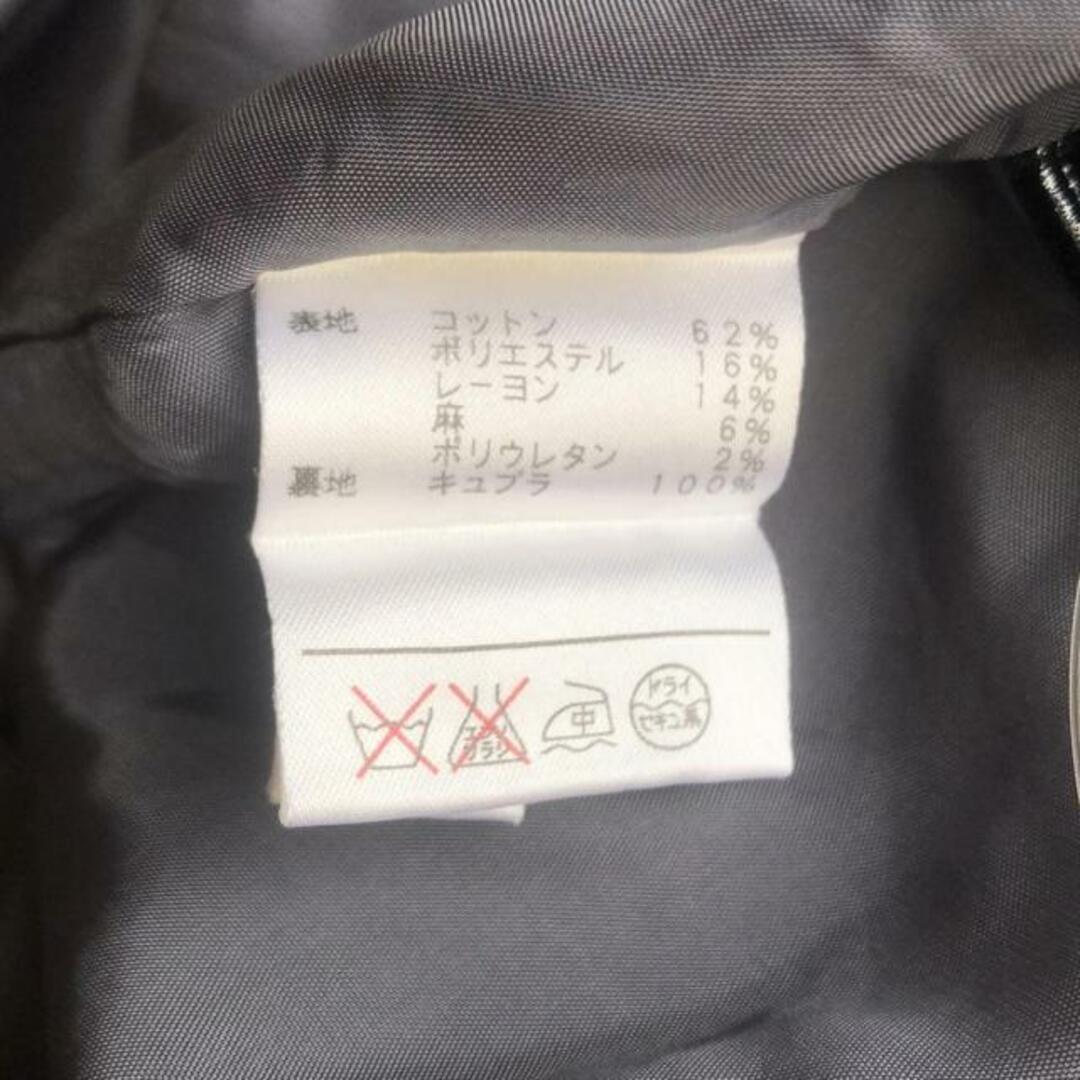 表地 コットン 62%
ポリエステル 16%
レーヨン 14%
麻 6%
ポリウレタン 2%
裏地 キュプラ 100%
エンソ
サラシ
中
ドライ
セキユ系